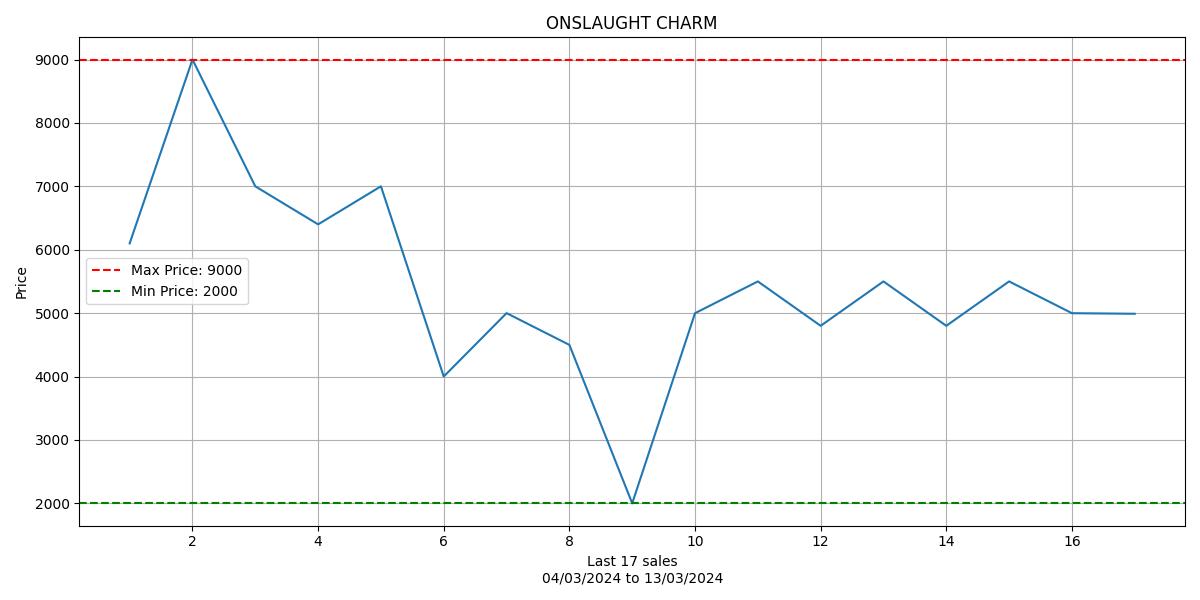 ONSLAUGHT CHARM
Price
9000
8000
7000
6000
5000
4000
3000
2000
Max Price: 9000
Min Price: 2000
2 4 6 8 10 12 14 16
Last 17 sales
04/03/2024 to 13/03/2024